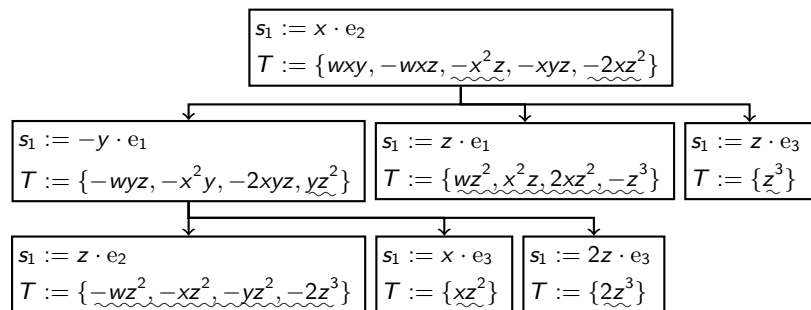 s₁ := x · e₂
T := {wxy, −wxz, −x²z, −xyz, −2xz²}
s₁ := −y · e₁
T := {−wyz, −x²y, −2xyz, yz²}
s₁ := z · e₁
T := {wz², x²z, 2xz², −z³}
s₁ := z · e₃
T := {z³}
s₁ := z · e₂
T := {−wz², −xz², −yz², −2z³}
s₁ := x · e₃
T := {xz²}
s₁ := 2z · e₃
T := {2z³}